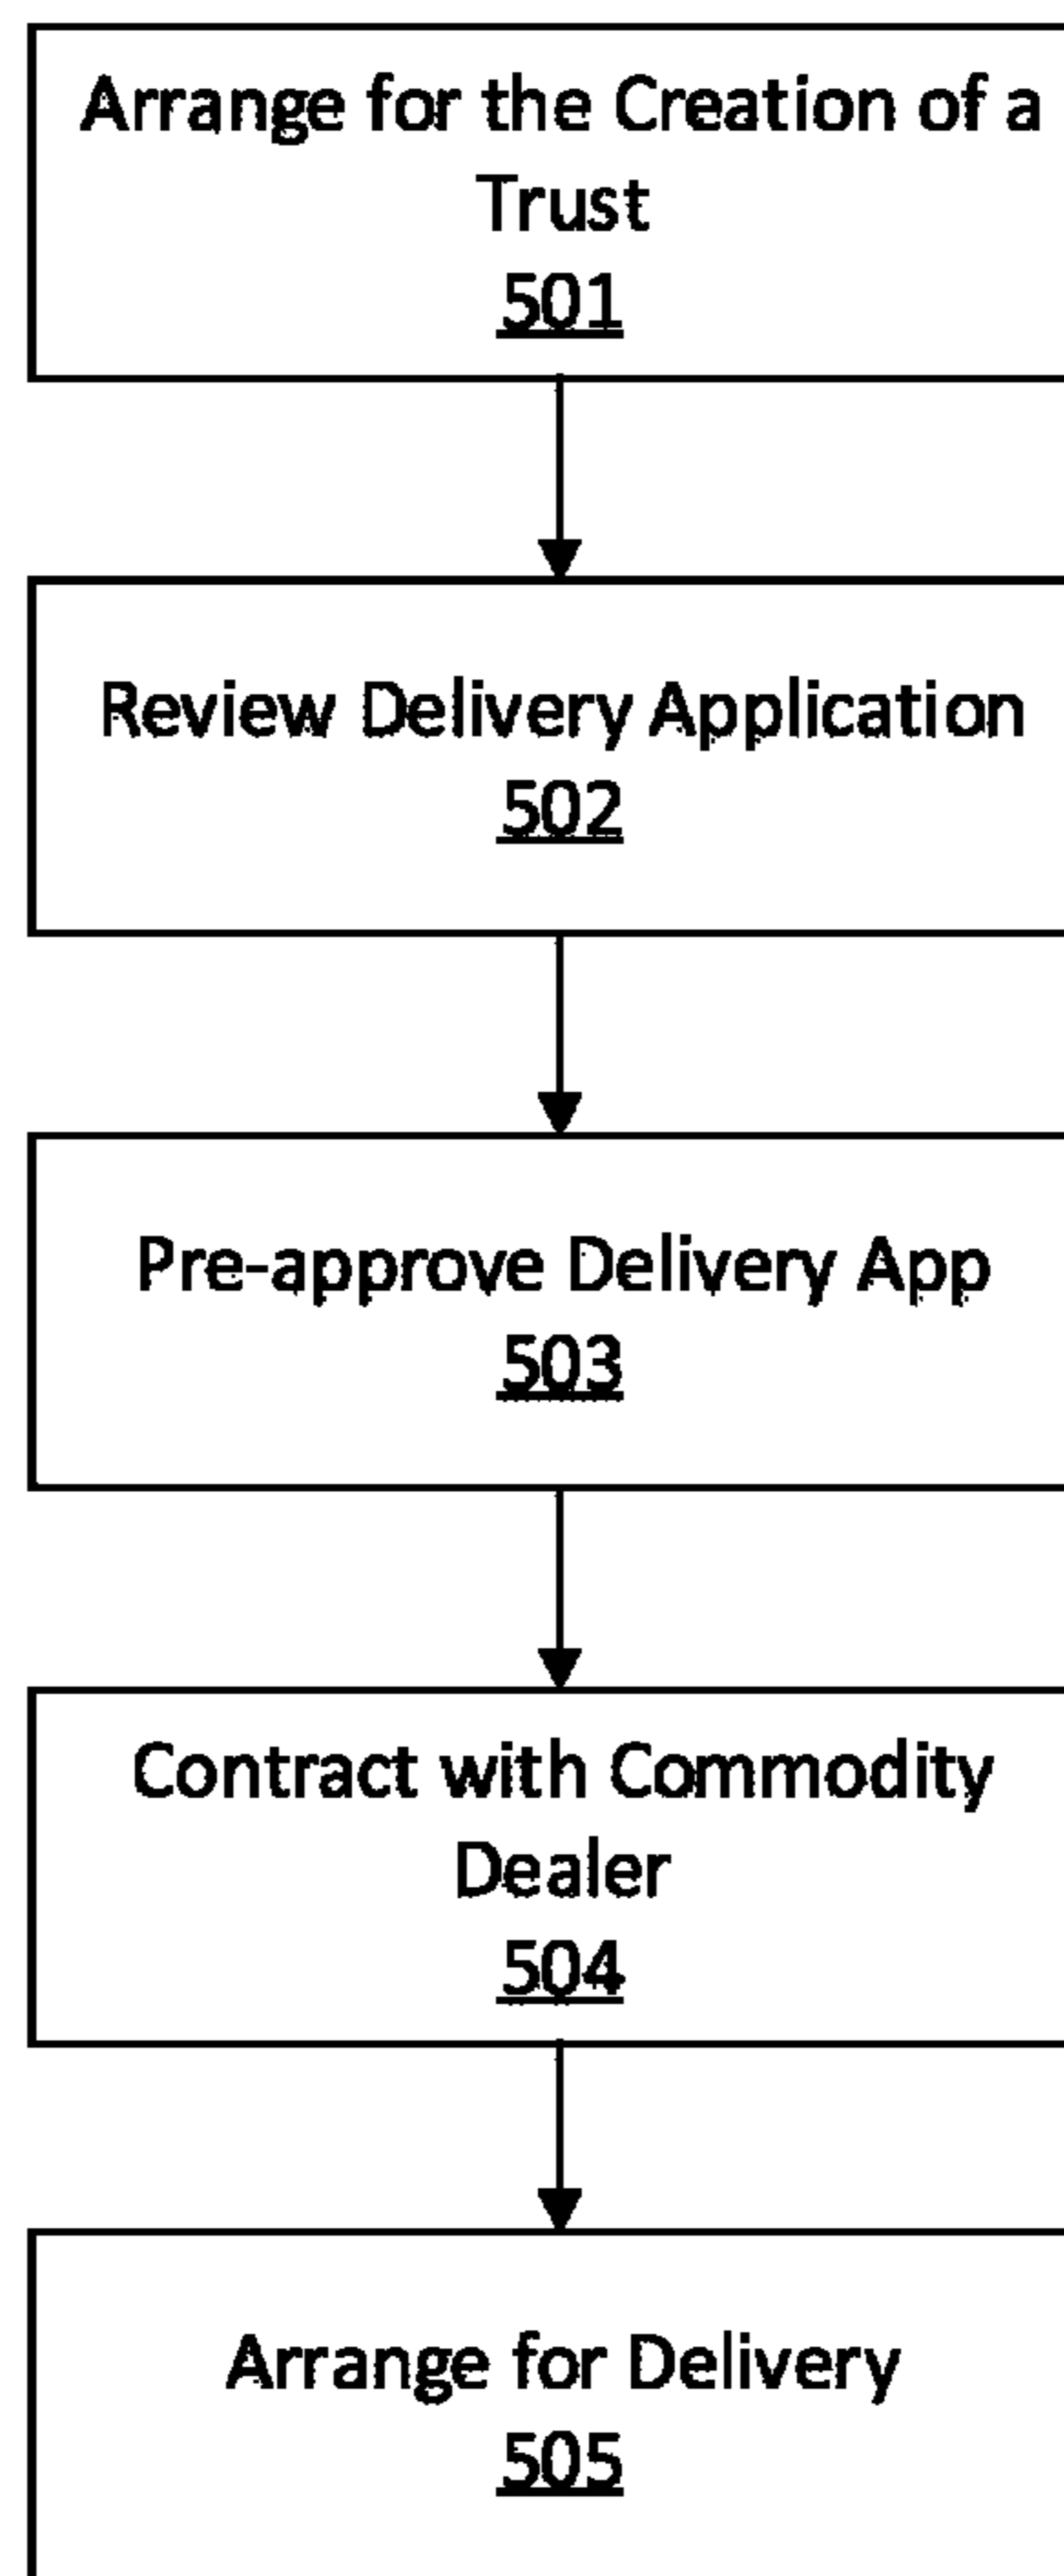 Arrange for the Creation of a
Trust
501
Review Delivery Application
502
Pre-approve Delivery App
503
Contract with Commodity
Dealer
504
Arrange for Delivery
505